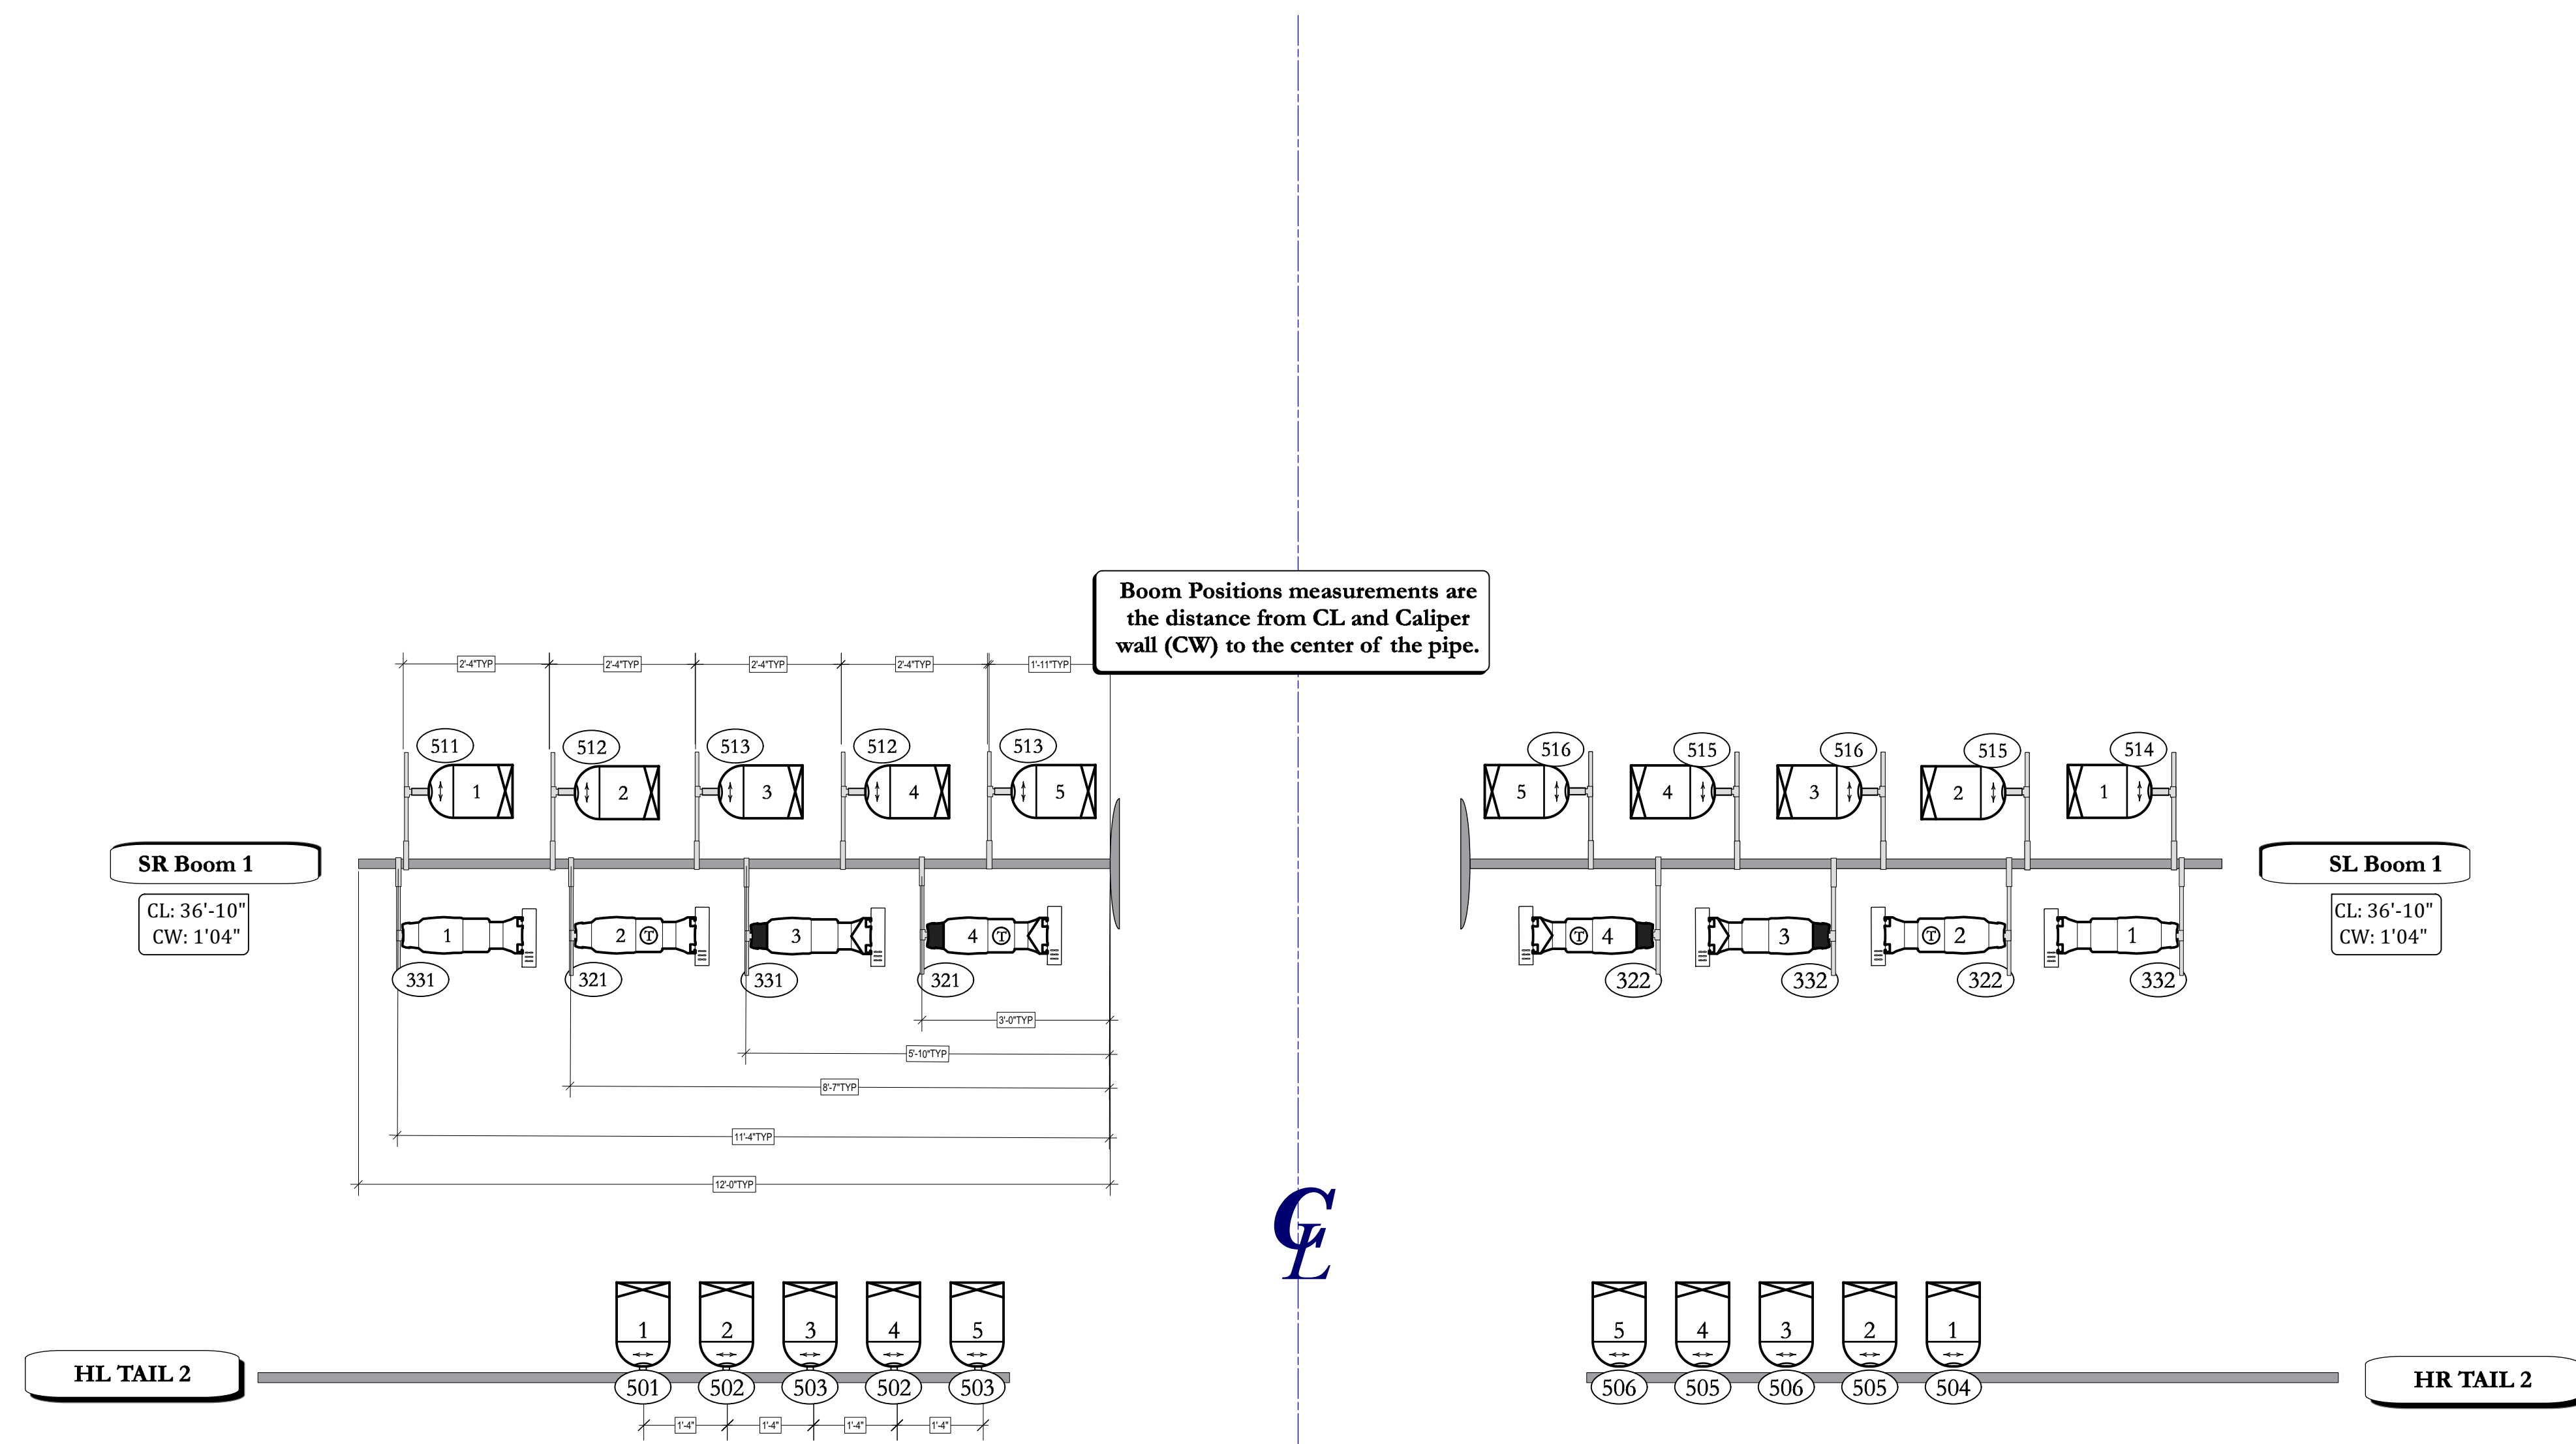 Boom Positions measurements are
the distance from CL and Caliper
wall (CW) to the center of the pipe.
2'-4"TYP 2'-4"TYP 2'-4"TYP 2'-4"TYP 1'-11"TYP
511 512 513 512 513
1 2 3 4 5
516 515 516 515 514
5 4 3 2 1
SR Boom 1
CL: 36'-10"
CW: 1'04"
SL Boom 1
CL: 36'-10"
CW: 1'04"
1 2 T 3 4 T
331 321 331 321
T 4 3 T 2 1
322 332 322 332
3'-0"TYP
5'-10"TYP
8'-7"TYP
11'-4"TYP
12'-0"TYP
CL
1 2 3 4 5
5 4 3 2 1
HL TAIL 2
501 502 503 502 503
506 505 506 505 504
HR TAIL 2
1'-4" 1'-4" 1'-4" 1'-4"